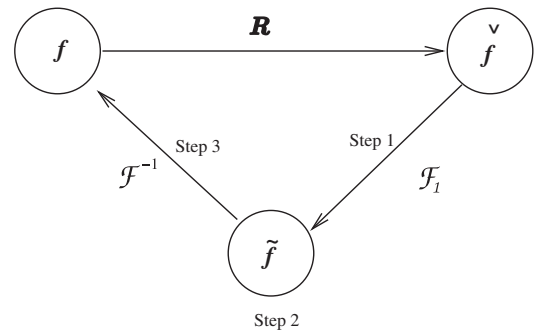 R
f
f̌
Step 3
Step 1
ℱ⁻¹
ℱ₁
f̃
Step 2